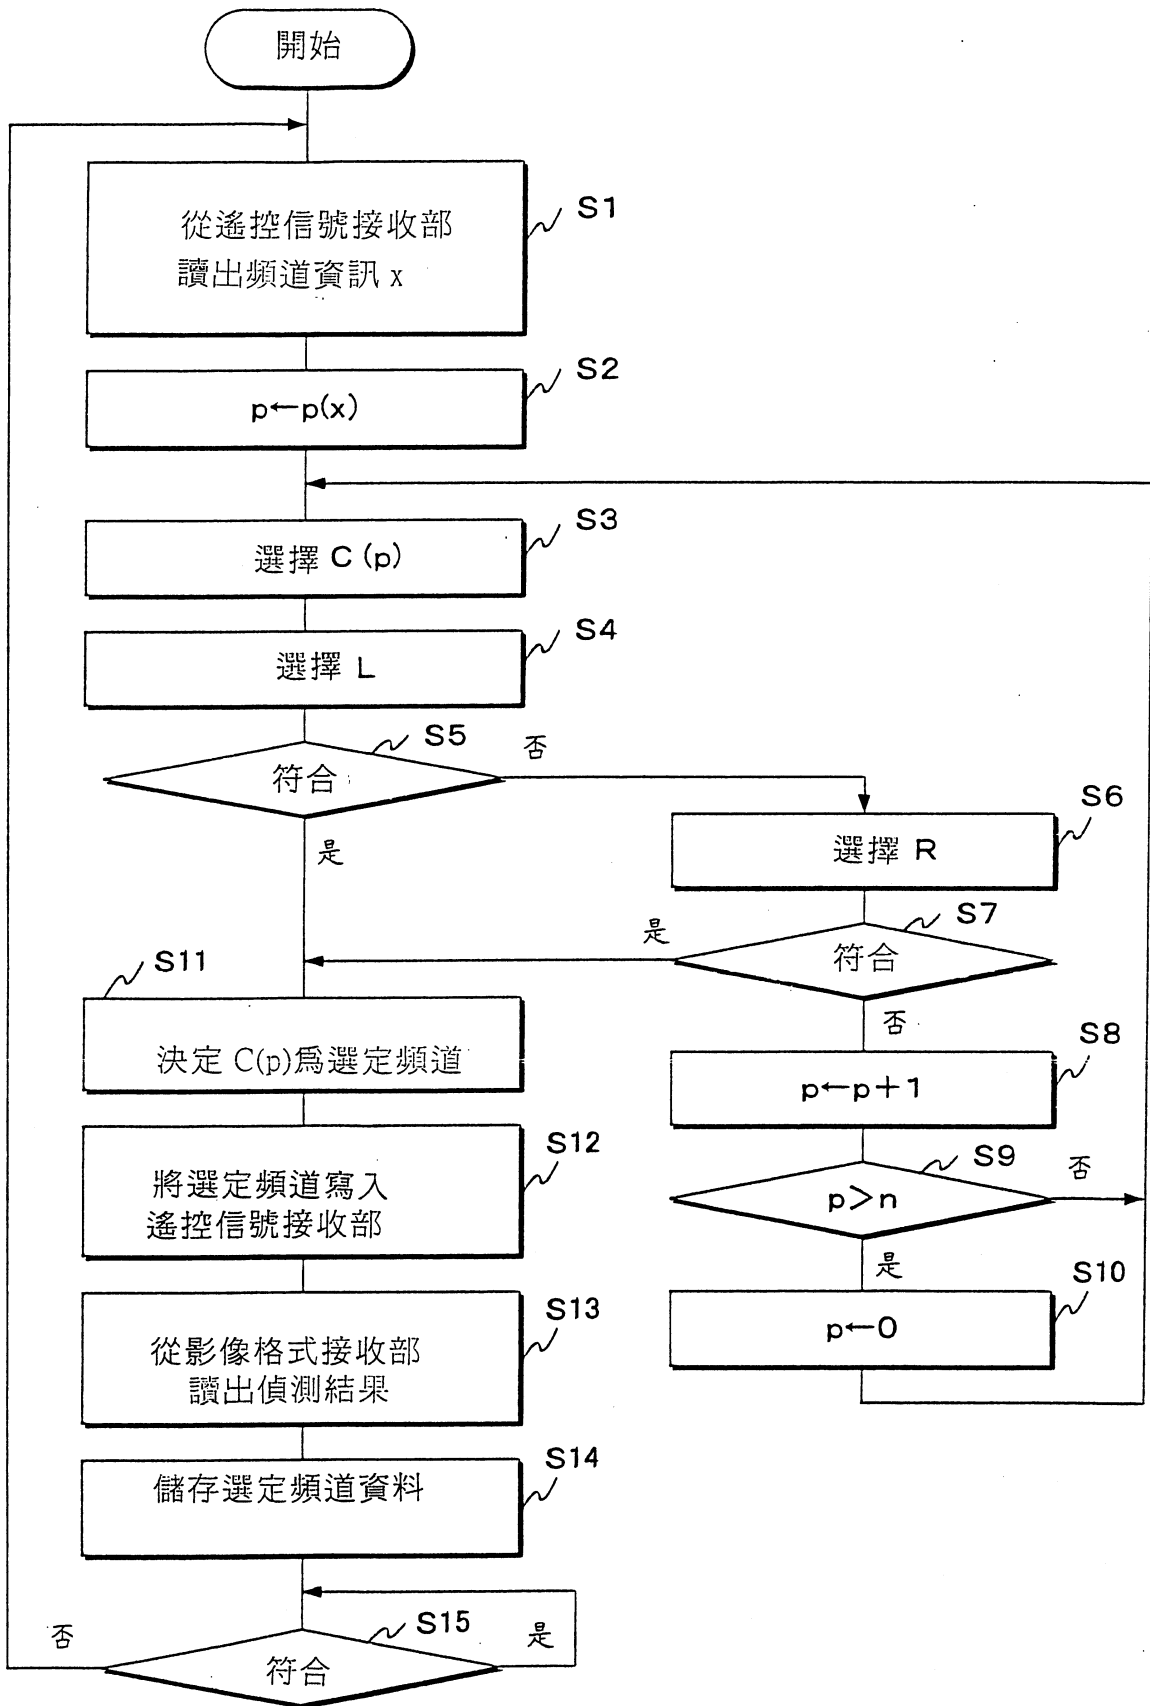 開始
從遙控信號接收部
讀出頻道資訊 x
S1
p←p(x)
S2
選擇 C (p)
S3
選擇 L
S4
符合
S5
否
是
選擇 R
S6
符合
S7
是
否
p←p+1
S8
p>n
S9
否
是
p←0
S10
決定 C(p)爲選定頻道
S11
將選定頻道寫入
遙控信號接收部
S12
從影像格式接收部
讀出偵測結果
S13
儲存選定頻道資料
S14
符合
S15
否
是